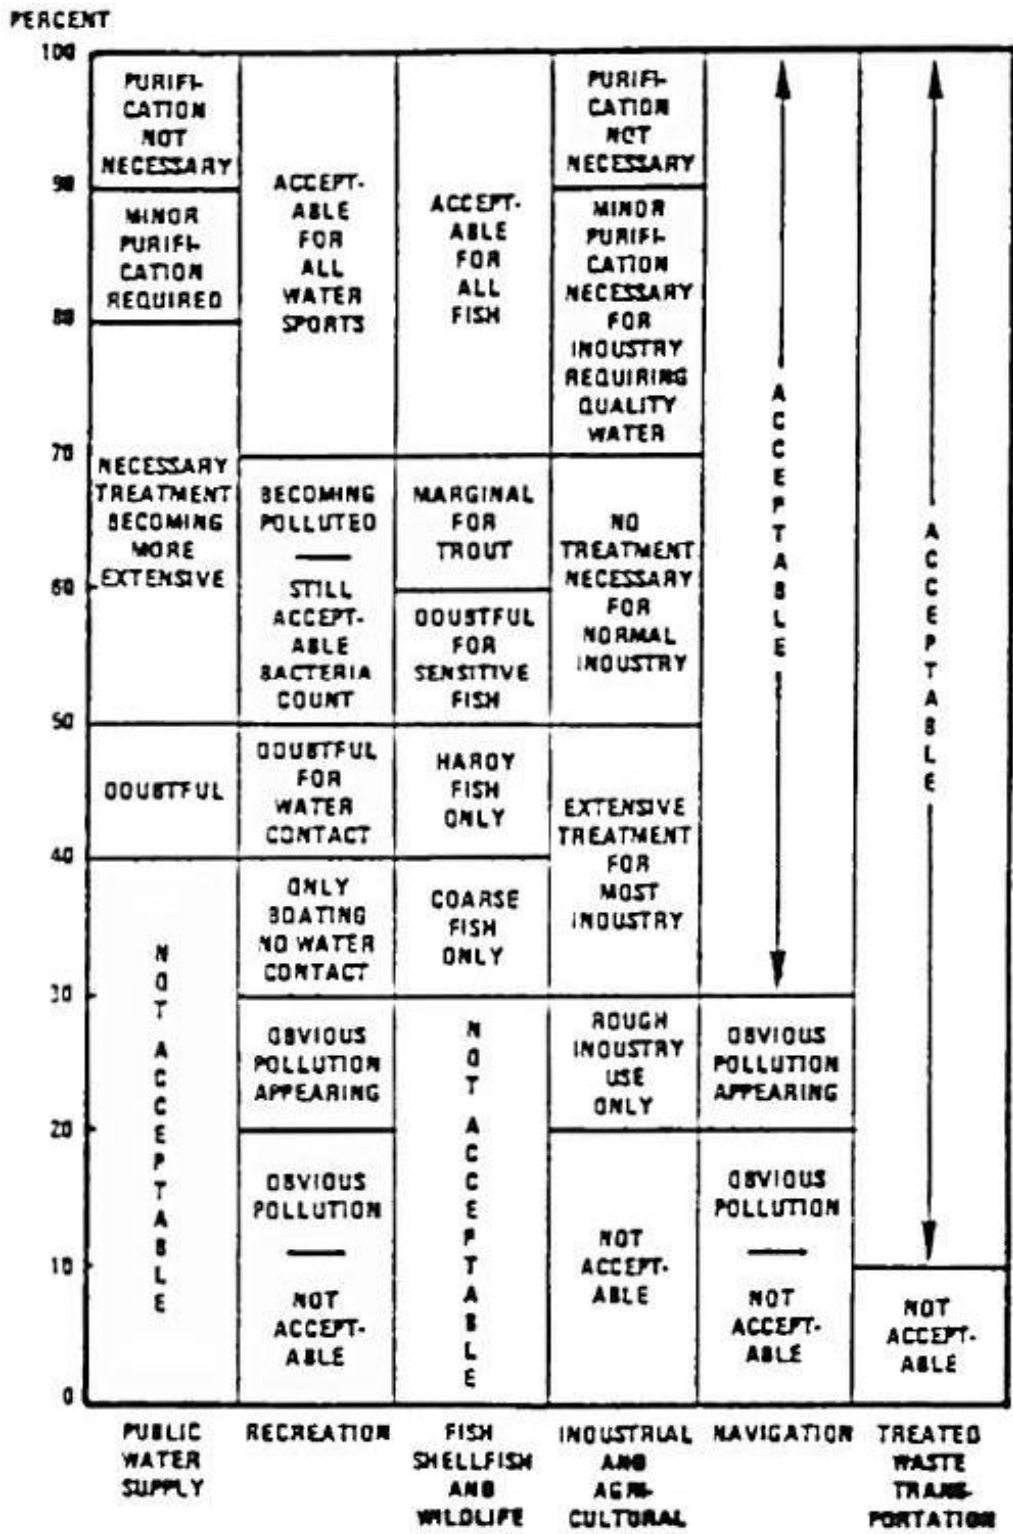 PERCENT
100
90
80
70
60
50
40
30
20
10
0
PURIFI-
CATION
NOT
NECESSARY
MINOR
PURIFI-
CATION
REQUIRED
NECESSARY
TREATMENT
BECOMING
MORE
EXTENSIVE
DOUBTFUL
NOT ACCEPTABLE
PUBLIC
WATER
SUPPLY
ACCEPT-
ABLE
FOR
ALL
WATER
SPORTS
BECOMING
POLLUTED
STILL
ACCEPT-
ABLE
BACTERIA
COUNT
DOUBTFUL
FOR
WATER
CONTACT
ONLY
BOATING
NO WATER
CONTACT
OBVIOUS
POLLUTION
APPEARING
OBVIOUS
POLLUTION
NOT
ACCEPT-
ABLE
RECREATION
ACCEPT-
ABLE
FOR
ALL
FISH
MARGINAL
FOR
TROUT
DOUBTFUL
FOR
SENSITIVE
FISH
HARDY
FISH
ONLY
COARSE
FISH
ONLY
NOT ACCEPTABLE
FISH
SHELLFISH
AND
WILDLIFE
PURIFI-
CATION
NOT
NECESSARY
MINOR
PURIFI-
CATION
NECESSARY
FOR
INDUSTRY
REQUIRING
QUALITY
WATER
NO
TREATMENT
NECESSARY
FOR
NORMAL
INDUSTRY
EXTENSIVE
TREATMENT
FOR
MOST
INDUSTRY
ROUGH
INDUSTRY
USE
ONLY
NOT
ACCEPT-
ABLE
INDUSTRIAL
AND
AGRI-
CULTURAL
ACCEPTABLE
OBVIOUS
POLLUTION
APPEARING
OBVIOUS
POLLUTION
NOT
ACCEPT-
ABLE
NAVIGATION
ACCEPTABLE
NOT
ACCEPT-
ABLE
TREATED
WASTE
TRANS-
PORTATION